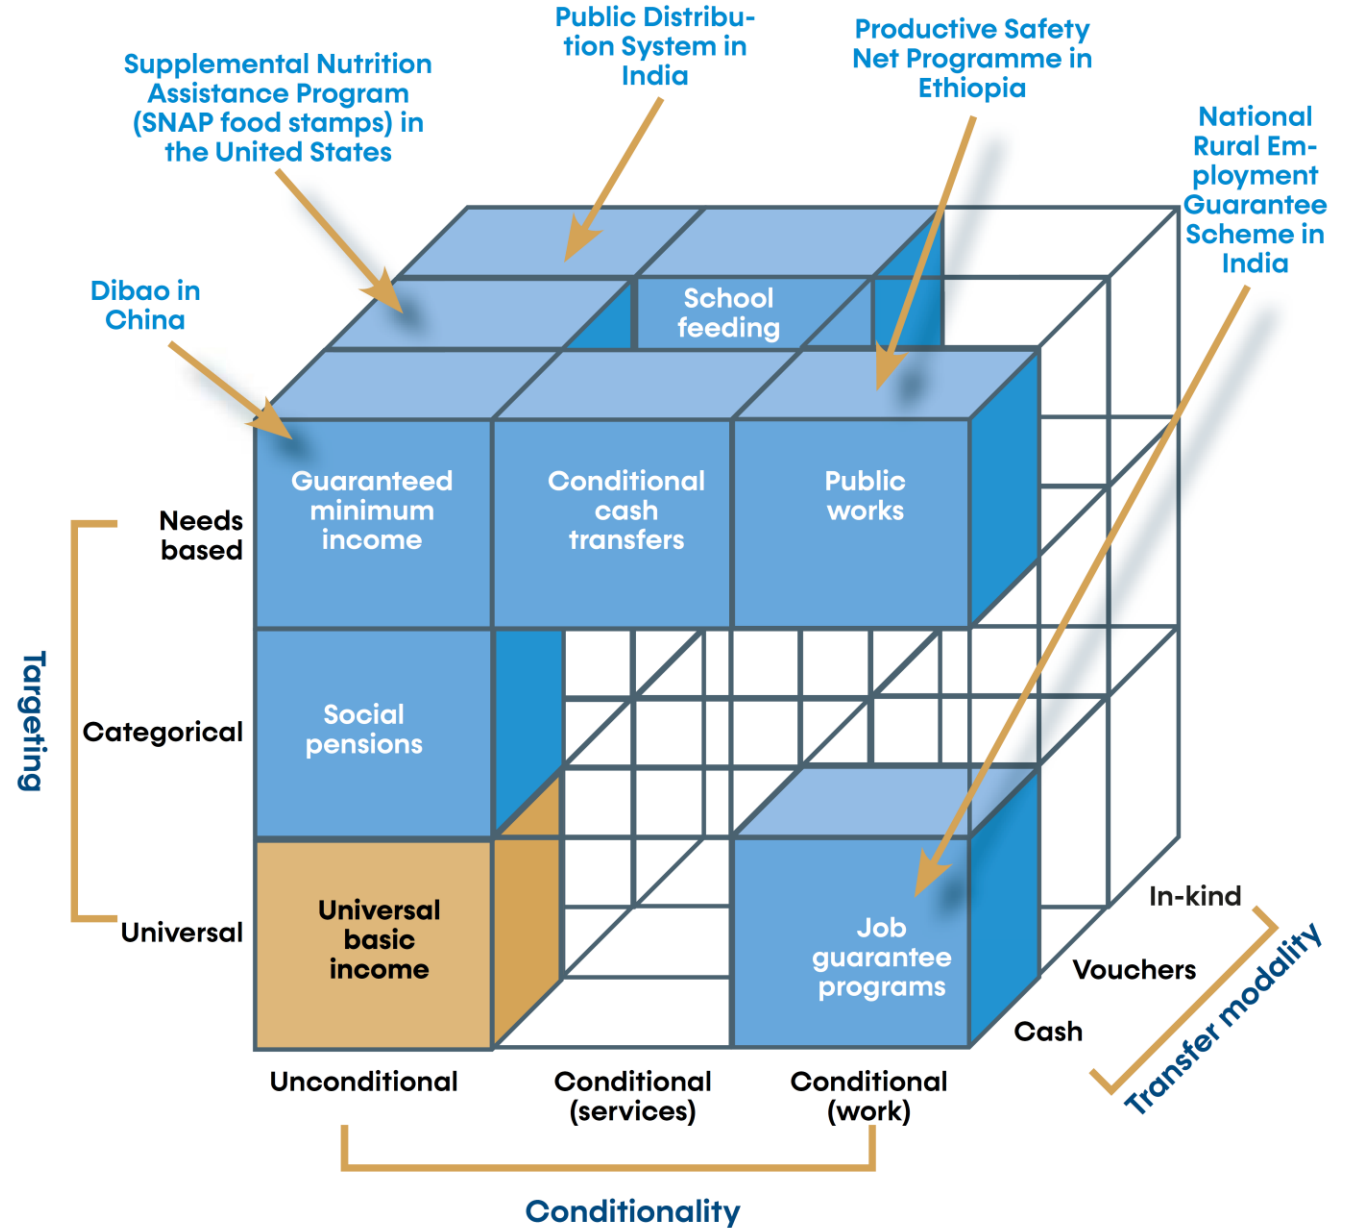 Supplemental Nutrition
Assistance Program
(SNAP food stamps) in
the United States
Public Distribu-
tion System in
India
Productive Safety
Net Programme in
Ethiopia
National
Rural Em-
ployment
Guarantee
Scheme in
India
Dibao in
China
School
feeding
Guaranteed
minimum
income
Conditional
cash
transfers
Public
works
Social
pensions
Universal
basic
income
Job
guarantee
programs
Targeting
Needs
based
Categorical
Universal
Unconditional
Conditional
(services)
Conditional
(work)
Conditionality
Cash
Vouchers
In-kind
Transfer modality